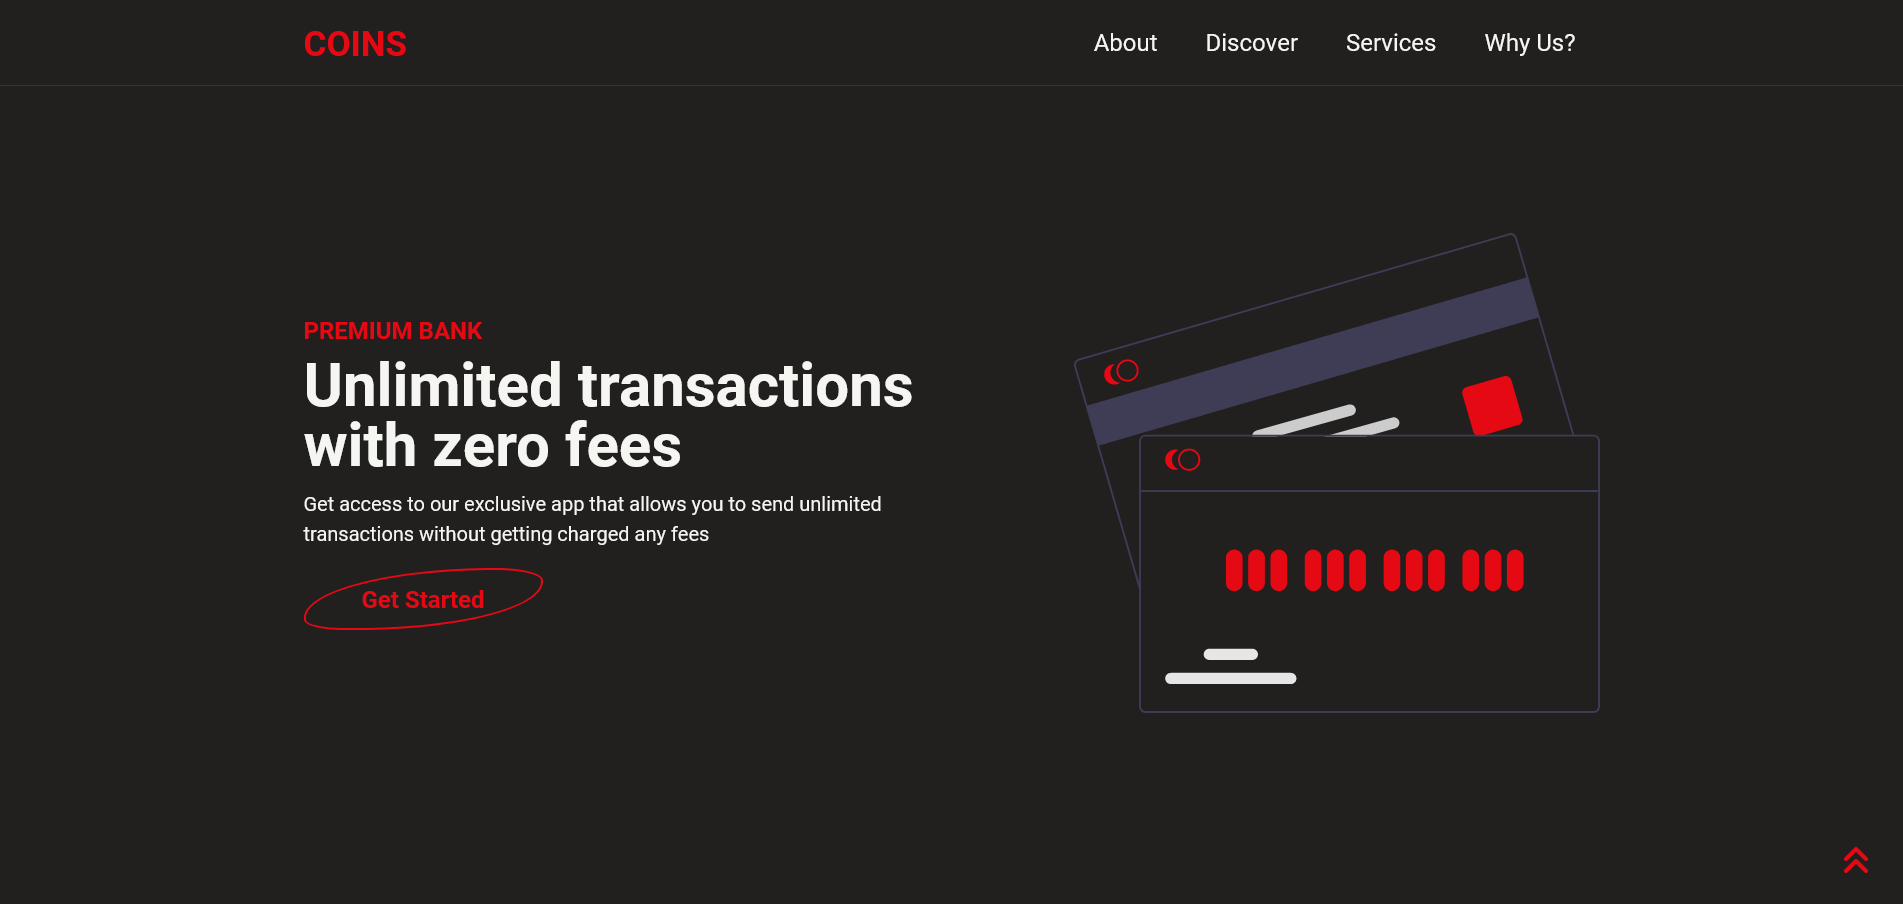 COINS
About
Discover
Services
Why Us?
PREMIUM BANK
Unlimited transactions
with zero fees
Get access to our exclusive app that allows you to send unlimited
transactions without getting charged any fees
Get Started